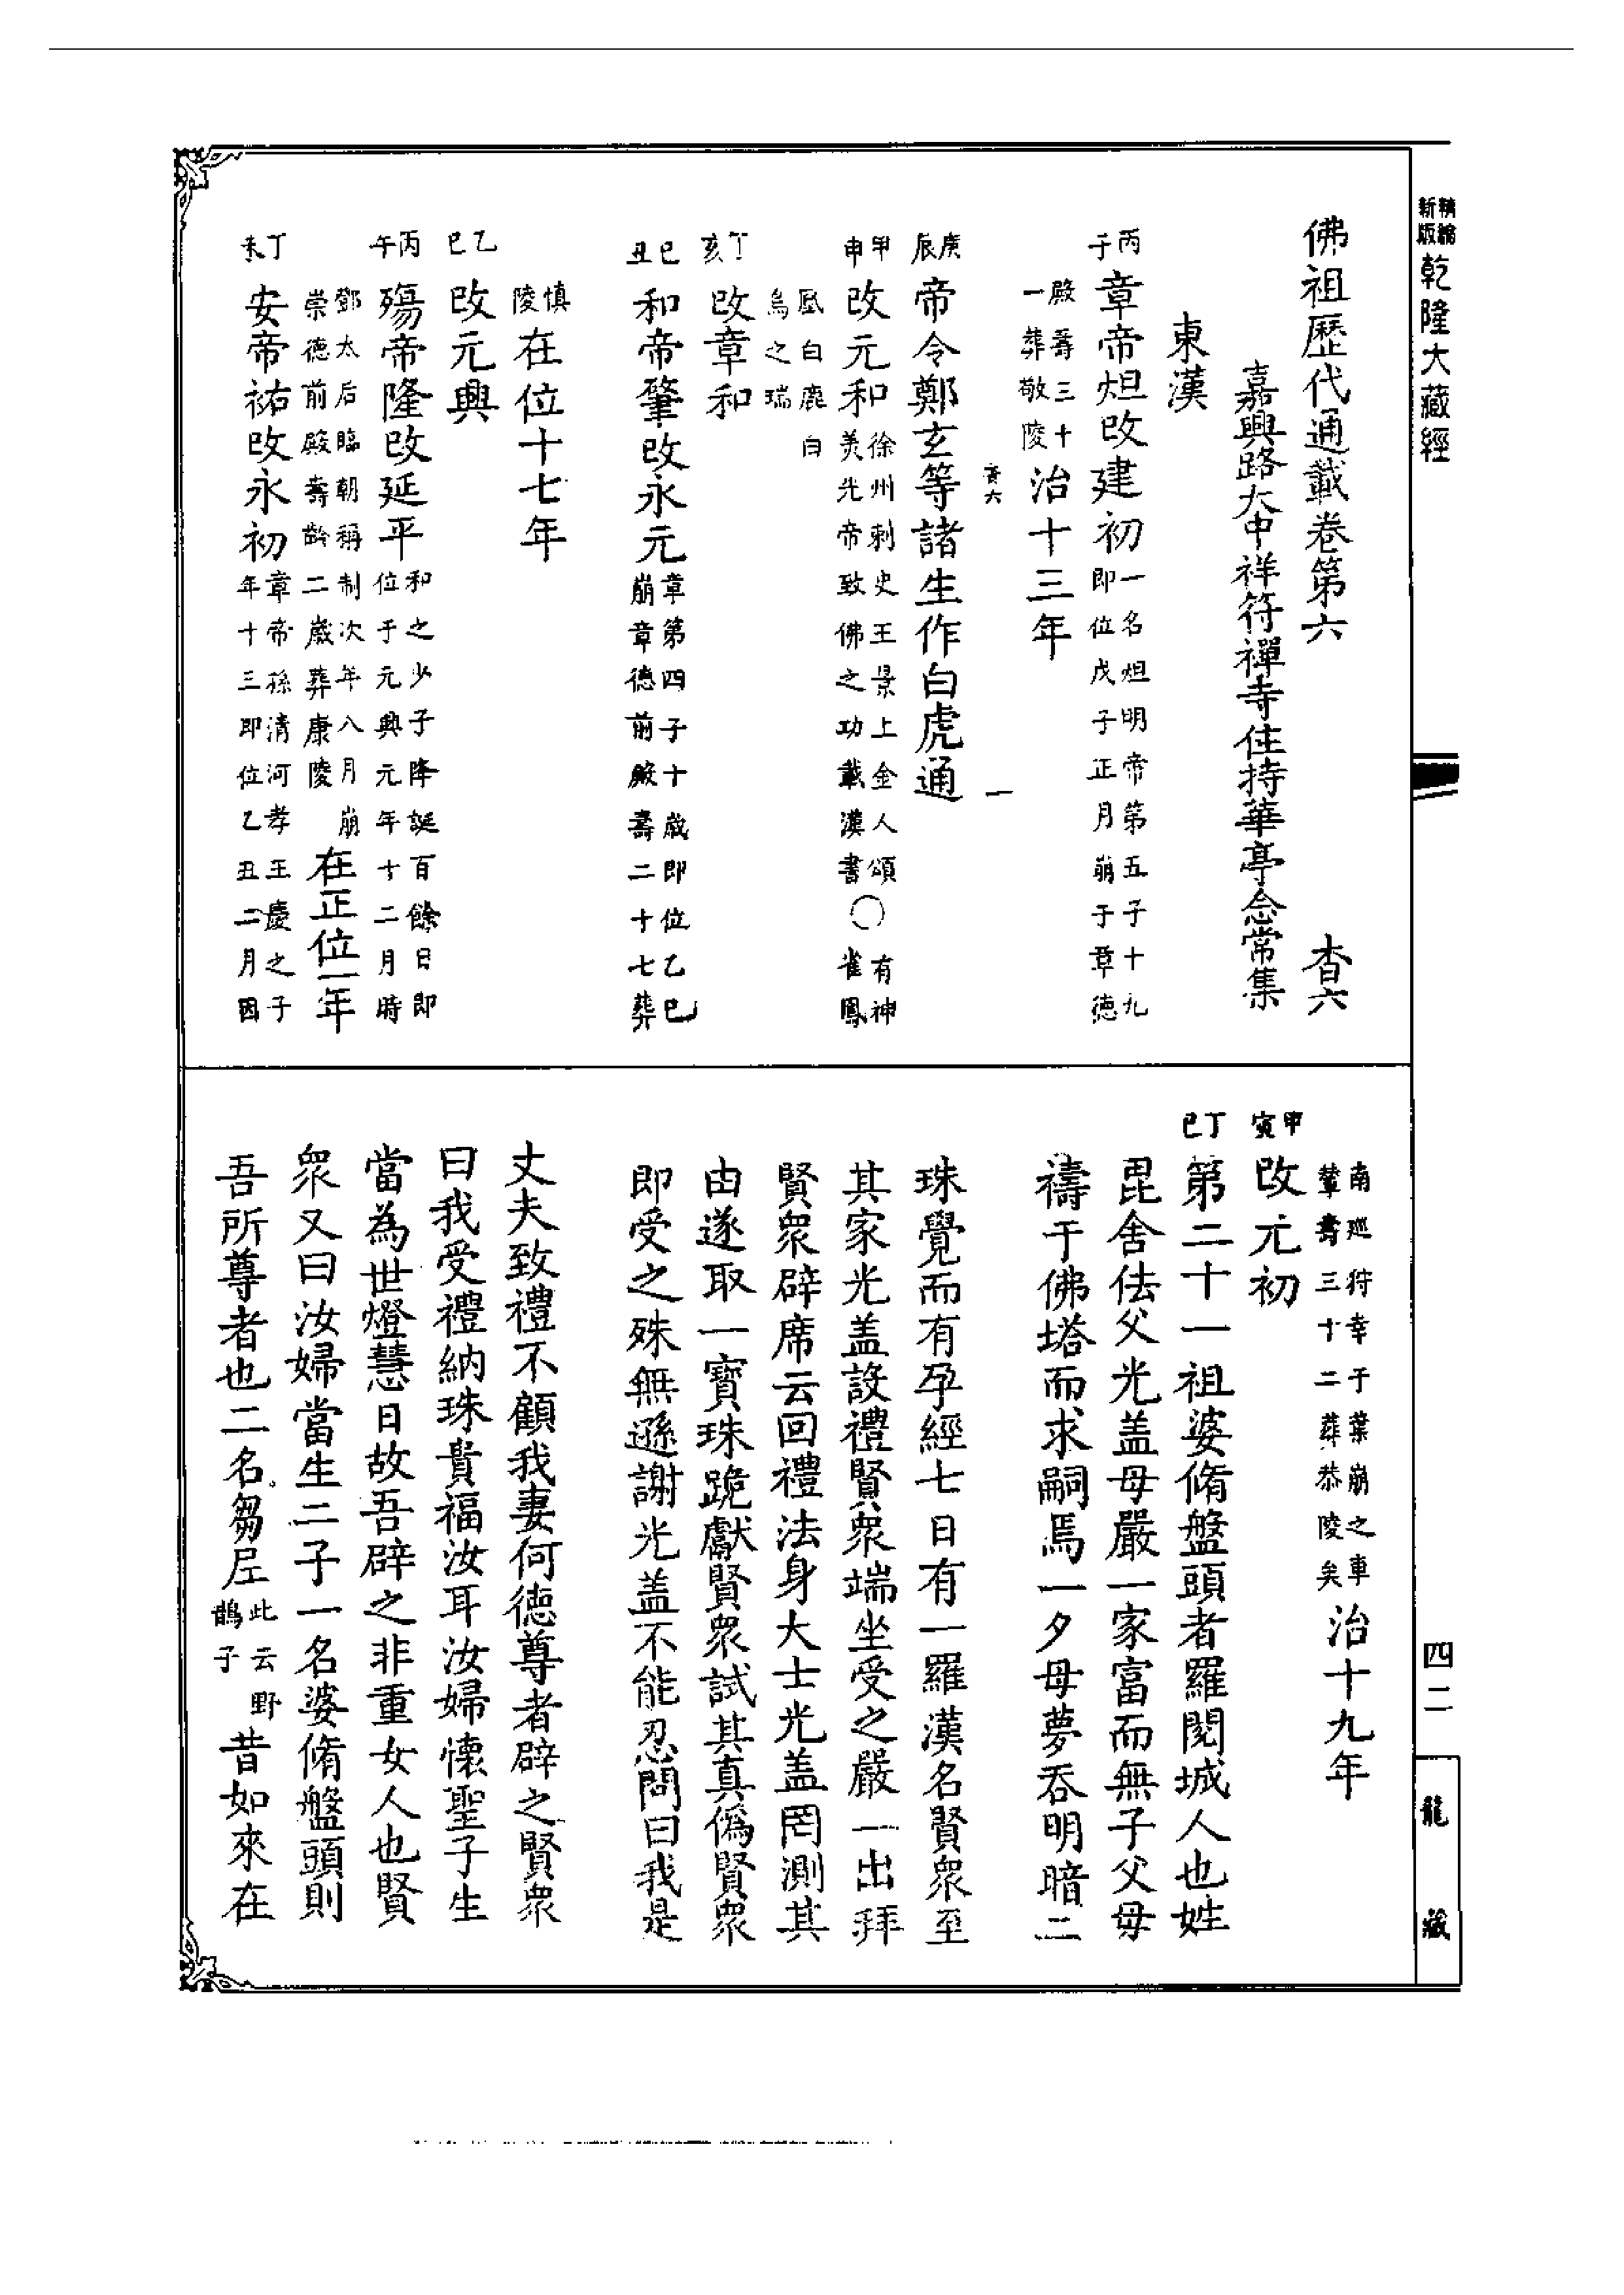 精繪新版乾隆大藏經
佛祖歷代通載卷第六 杳六
嘉興路大中祥符禪寺住持華亭念常集
東漢
丙子章帝炟改建初一名炟明帝第五子十九即位戊子正月崩于章德
殿壽三十一葬敬陵治十三年
杳六 一
庚辰帝令鄭玄等諸生作白虎通
甲申改元和徐州刺史王景上金人頌美先帝致佛之功載漢書○有神雀鳳
凰白鹿白烏之瑞
丁亥改章和
己丑和帝肇改永元章第四子十歲即位乙巳崩章德前殿壽二十七葬
慎陵在位十七年
乙巳改元興
丙午殤帝隆改延平和之少子降誕百餘日即位于元興元年十二月時
鄧太后臨朝稱制次年八月崩崇德前殿壽齡二歲葬康陵在正位一年
丁未安帝祐改永初章帝孫清河孝王慶之子年十三即位乙丑二月因
南巡狩幸于葉崩之車輦壽三十二葬恭陵矣治十九年
甲寅改元初
丁巳第二十一祖婆脩盤頭者羅閱城人也姓
毘舍佉父光盖母嚴一家富而無子父母
禱于佛塔而求嗣焉一夕母夢吞明暗二
珠覺而有孕經七日有一羅漢名賢衆至
其家光盖設禮賢衆端坐受之嚴一出拜
賢衆辟席云回禮法身大士光盖罔測其
由遂取一寶珠跪獻賢衆試其真偽賢衆
即受之殊無遜謝光盖不能忍問曰我是
丈夫致禮不顧我妻何德尊者辟之賢衆
曰我受禮納珠貴福汝耳汝婦懷聖子生
當為世燈慧日故吾辟之非重女人也賢
衆又曰汝婦當生二子一名婆脩盤頭則
吾所尊者也二名芻尼此云野鵲子昔如來在
四二
龍藏